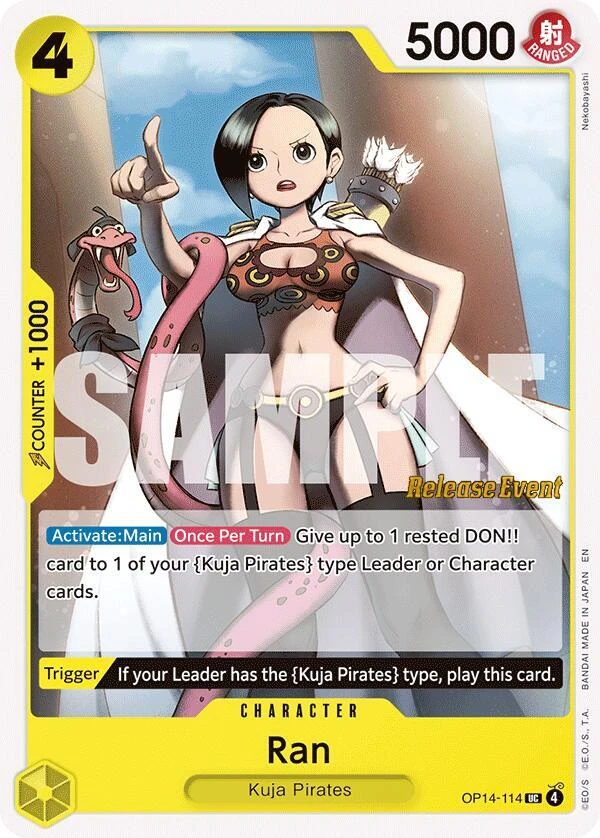 4
5000
射
RANGED
Nekobayashi
COUNTER +1000
SAMPLE
Release Event
Activate:Main Once Per Turn Give up to 1 rested DON!!
card to 1 of your {Kuja Pirates} type Leader or Character
cards.
Trigger If your Leader has the {Kuja Pirates} type, play this card.
CHARACTER
Ran
Kuja Pirates
OP14-114 UC 4
©EO/S ©E.O./S., T.A. BANDAI MADE IN JAPAN EN